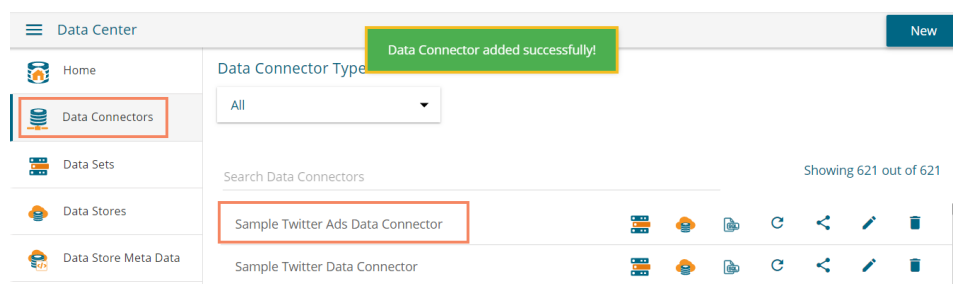 Data Center
New
Data Connector added successfully!
Home
Data Connector Type
All
Data Connectors
Data Sets
Search Data Connectors
Showing 621 out of 621
Data Stores
Sample Twitter Ads Data Connector
Data Store Meta Data
Sample Twitter Data Connector